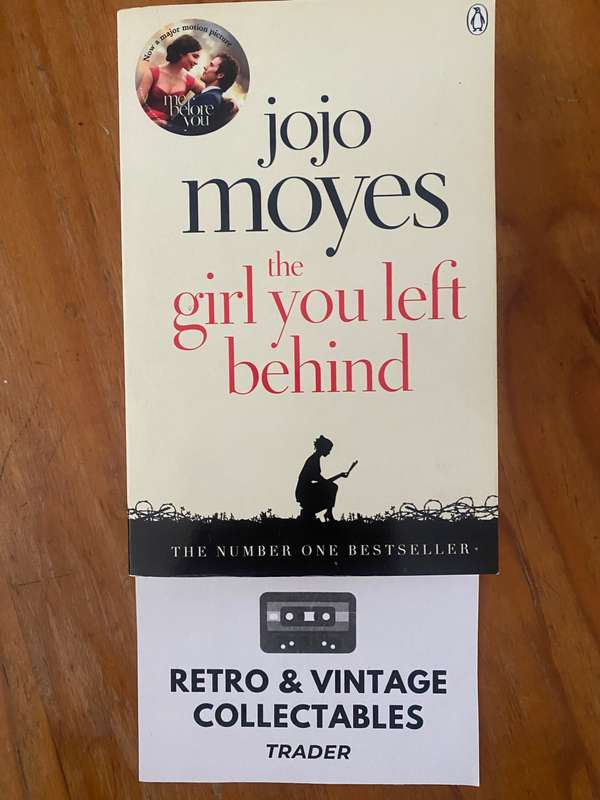 Now a major motion picture
me
before
you
jojo
moyes
the
girl you left
behind
THE NUMBER ONE BESTSELLER
RETRO & VINTAGE
COLLECTABLES
TRADER